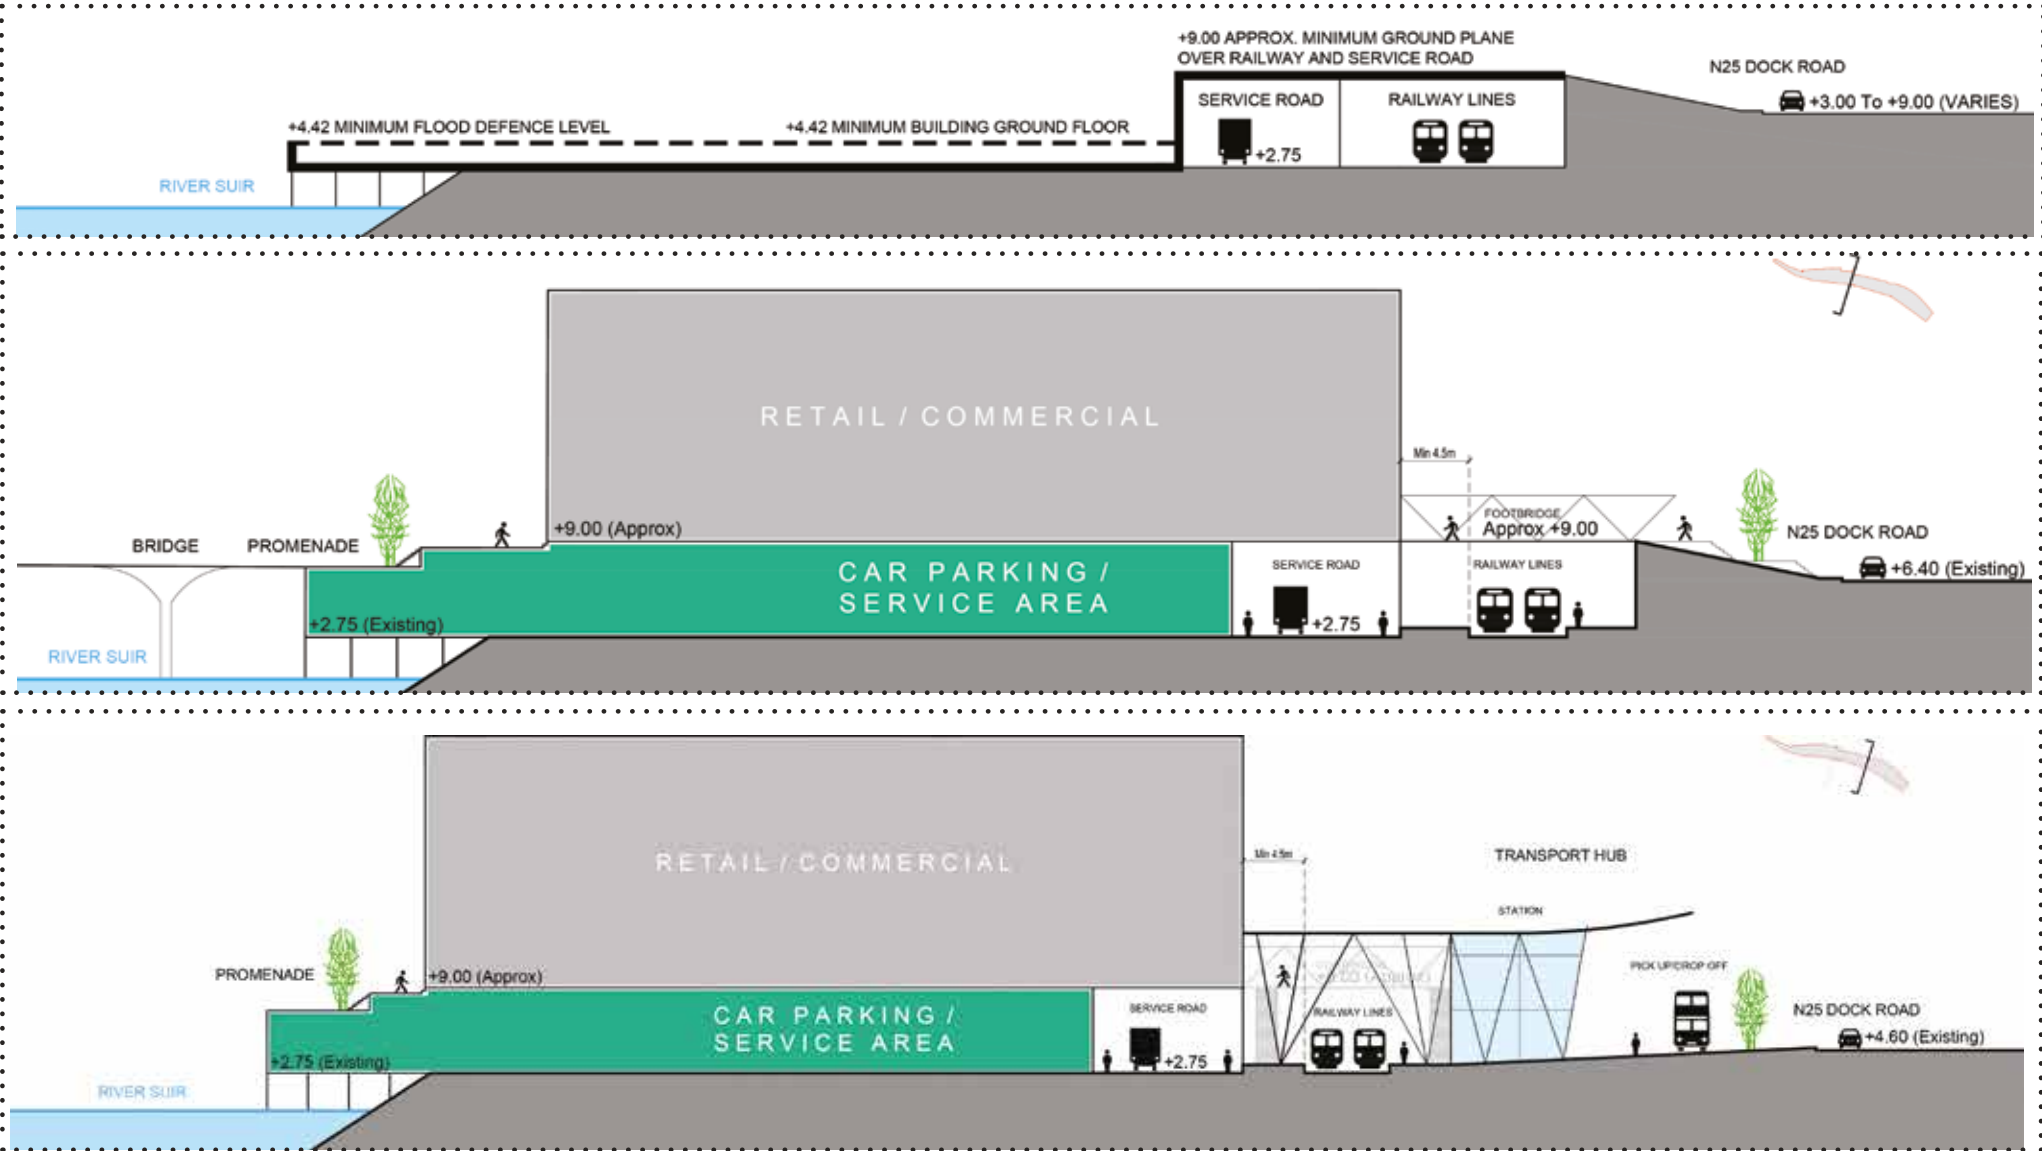 +9.00 APPROX. MINIMUM GROUND PLANE
OVER RAILWAY AND SERVICE ROAD
N25 DOCK ROAD
+3.00 To +9.00 (VARIES)
SERVICE ROAD
RAILWAY LINES
+4.42 MINIMUM FLOOD DEFENCE LEVEL
+4.42 MINIMUM BUILDING GROUND FLOOR
+2.75
RIVER SUIR
RETAIL / COMMERCIAL
Min 4.5m
FOOTBRIDGE
Approx +9.00
+9.00 (Approx)
N25 DOCK ROAD
BRIDGE
PROMENADE
CAR PARKING /
SERVICE AREA
SERVICE ROAD
RAILWAY LINES
+6.40 (Existing)
+2.75 (Existing)
+2.75
RIVER SUIR
RETAIL / COMMERCIAL
Min 4.5m
TRANSPORT HUB
STATION
PROMENADE
+9.00 (Approx)
PICK UP/DROP OFF
CAR PARKING /
SERVICE AREA
SERVICE ROAD
RAILWAY LINES
N25 DOCK ROAD
+4.60 (Existing)
+2.75 (Existing)
+2.75
RIVER SUIR